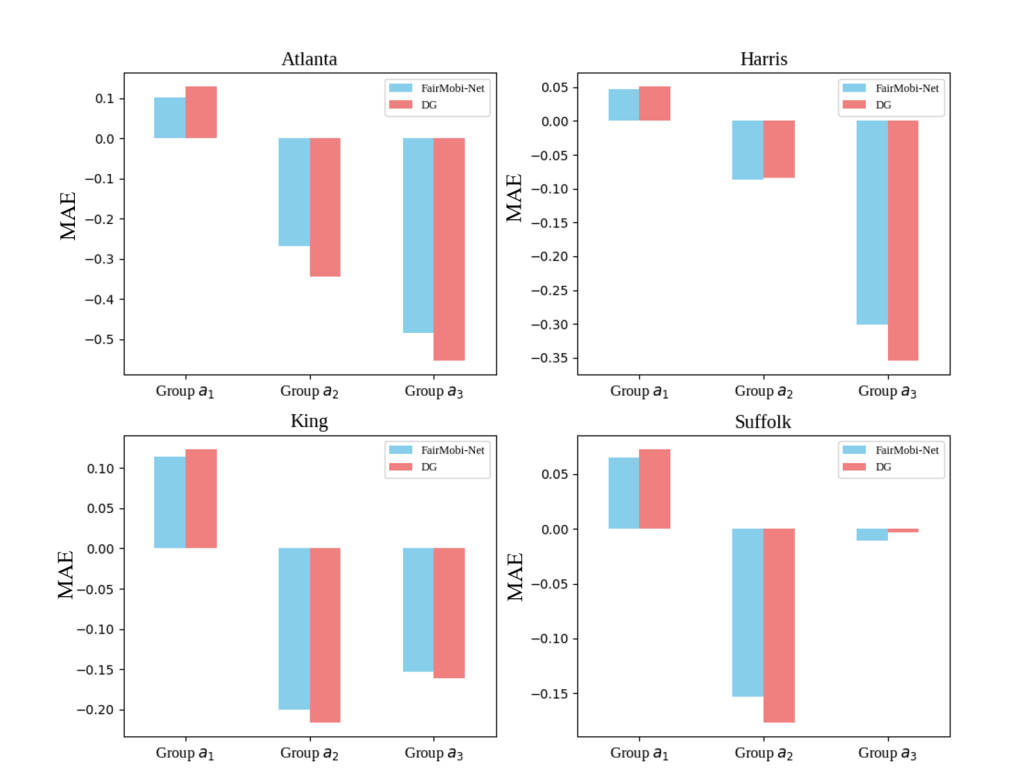 Atlanta
FairMobi-Net
DG
MAE
0.1
0.0
−0.1
−0.2
−0.3
−0.4
−0.5
Group a₁ Group a₂ Group a₃
Harris
FairMobi-Net
DG
MAE
0.05
0.00
−0.05
−0.10
−0.15
−0.20
−0.25
−0.30
−0.35
Group a₁ Group a₂ Group a₃
King
FairMobi-Net
DG
MAE
0.10
0.05
0.00
−0.05
−0.10
−0.15
−0.20
Group a₁ Group a₂ Group a₃
Suffolk
FairMobi-Net
DG
MAE
0.05
0.00
−0.05
−0.10
−0.15
Group a₁ Group a₂ Group a₃